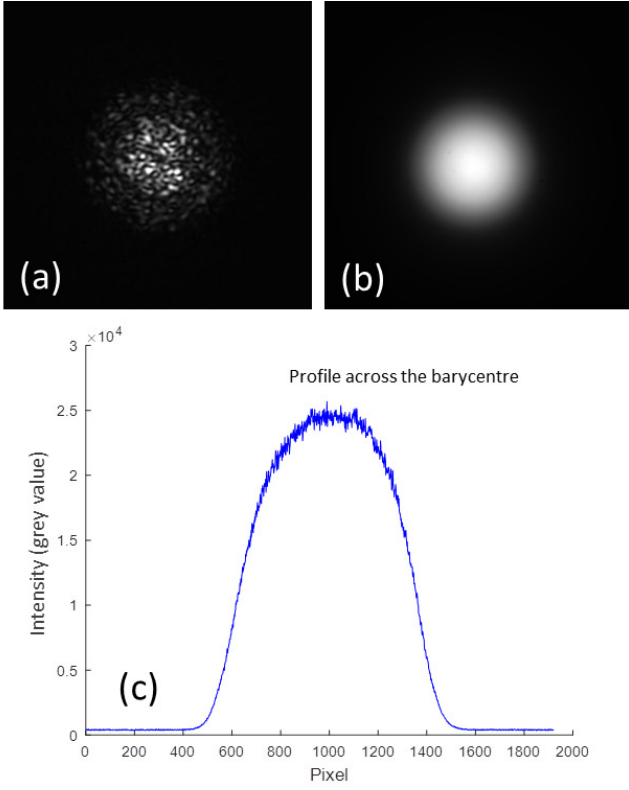 (a)
(b)
×10⁴
Profile across the barycentre
3
2.5
2
1.5
1
0.5
0
Intensity (grey value)
(c)
0 200 400 600 800 1000 1200 1400 1600 1800 2000
Pixel